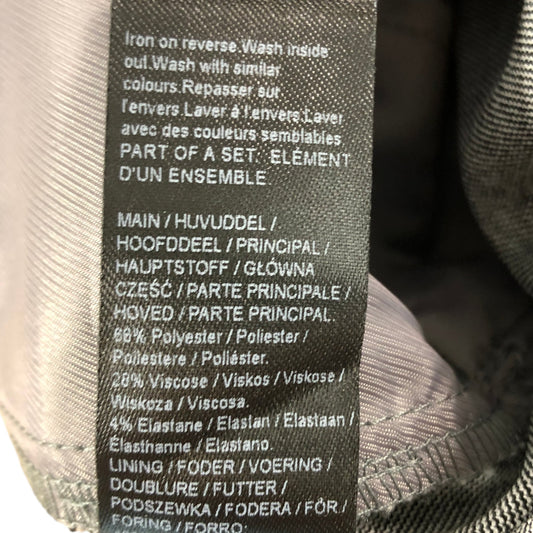 Iron on reverse.Wash inside
out.Wash with similar
colours.Repasser sur
l'envers.Laver à l'envers.Laver
avec des couleurs semblables
PART OF A SET: ELÉMENT
D'UN ENSEMBLE.
MAIN / HUVUDDEL /
HOOFDDEEL / PRINCIPAL /
HAUPTSTOFF / GŁÓWNA
CZEŚĆ / PARTE PRINCIPALE /
HOVED / PARTE PRINCIPAL.
68% Polyester / Poliester /
Poliestere / Poliéster.
28% Viscose / Viskos / Viskose /
Wiskoza / Viscosa.
4% Elastane / Elastan / Elastaan /
Élasthanne / Elastano.
LINING / FODER / VOERING /
DOUBLURE / FUTTER /
PODSZEWKA / FODERA / FÔR /
FORING / FORRO: